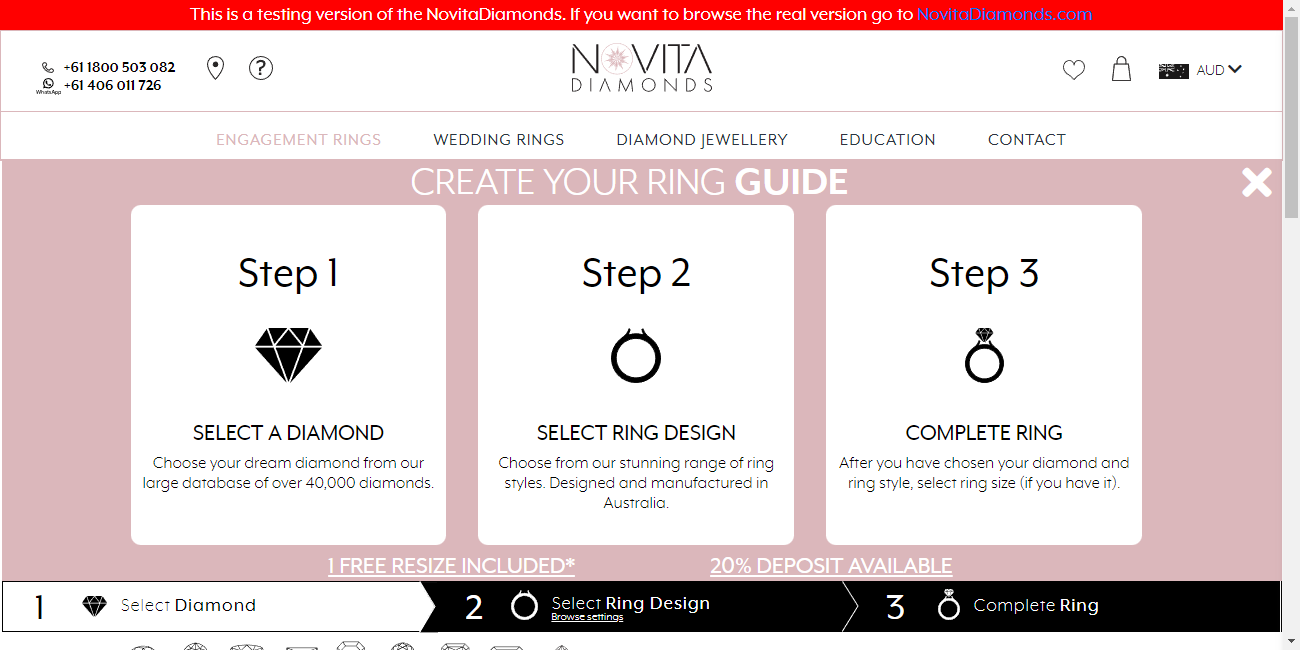 This is a testing version of the NovitaDiamonds. If you want to browse the real version go to NovitaDiamonds.com
+61 1800 503 082
WhatsApp
+61 406 011 726
?
NOVITA
DIAMONDS
AUD
ENGAGEMENT RINGS
WEDDING RINGS
DIAMOND JEWELLERY
EDUCATION
CONTACT
CREATE YOUR RING GUIDE
Step 1
SELECT A DIAMOND
Choose your dream diamond from our
large database of over 40,000 diamonds.
Step 2
SELECT RING DESIGN
Choose from our stunning range of ring
styles. Designed and manufactured in
Australia.
Step 3
COMPLETE RING
After you have chosen your diamond and
ring style, select ring size (if you have it).
1 FREE RESIZE INCLUDED*
20% DEPOSIT AVAILABLE
1 Select Diamond
2 Select Ring Design
Browse settings
3 Complete Ring